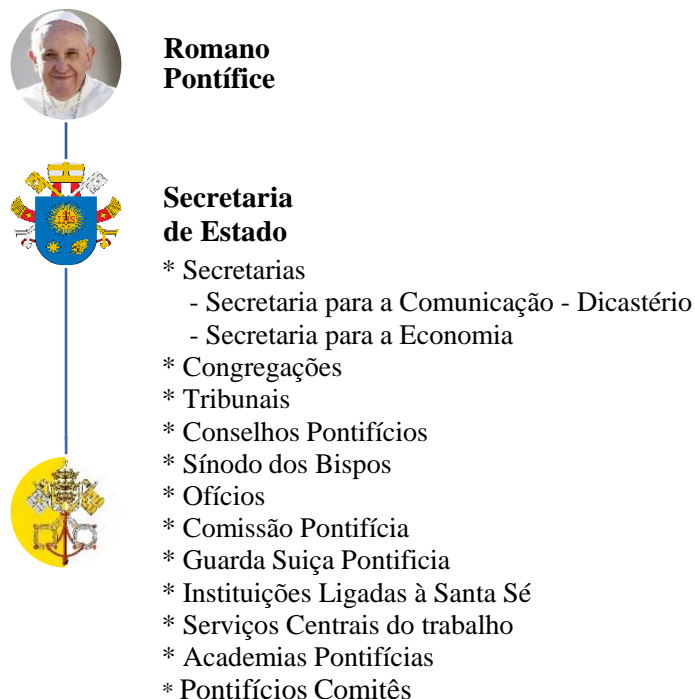 Romano
Pontífice
Secretaria
de Estado
* Secretarias
- Secretaria para a Comunicação - Dicastério
- Secretaria para a Economia
* Congregações
* Tribunais
* Conselhos Pontifícios
* Sínodo dos Bispos
* Ofícios
* Comissão Pontifícia
* Guarda Suiça Pontificia
* Instituições Ligadas à Santa Sé
* Serviços Centrais do trabalho
* Academias Pontifícias
* Pontifícios Comitês